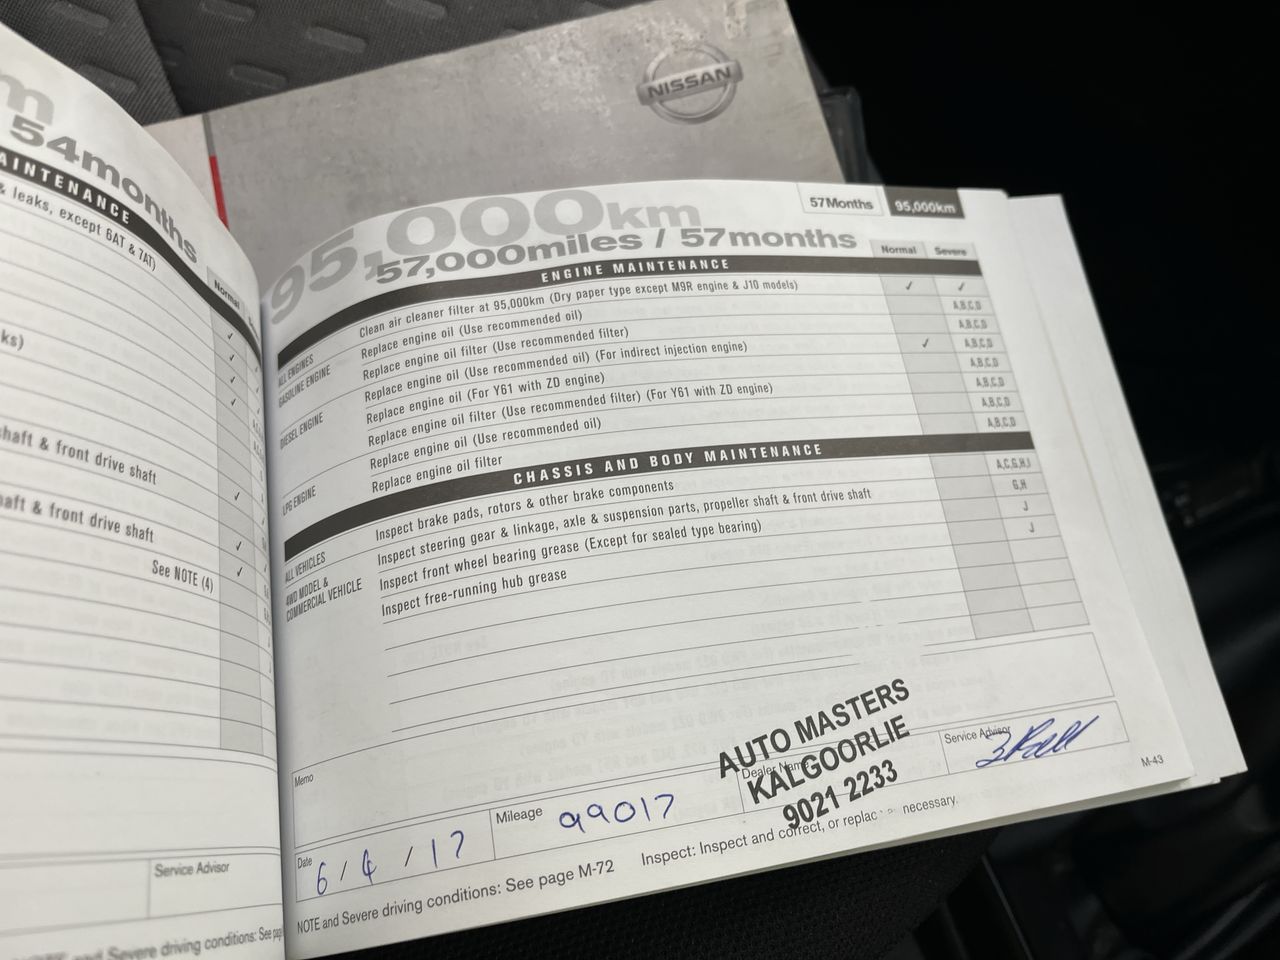 m
54months
AINTENANCE
& leaks, except 6AT & 7AT)
Normal
ks)
haft & front drive shaft
aft & front drive shaft
See NOTE (4)
Service Advisor
NOTE and Severe driving conditions: See pag
NISSAN
57Months
95,000km
95,000km
57,000miles / 57months
Normal
Severe
ENGINE MAINTENANCE
ALL ENGINES
Clean air cleaner filter at 95,000km (Dry paper type except M9R engine & J10 models) ✓ ✓
GASOLINE ENGINE
Replace engine oil (Use recommended oil) A,B,C,D
Replace engine oil filter (Use recommended filter) A,B,C,D
DIESEL ENGINE
Replace engine oil (Use recommended oil) (For indirect injection engine) ✓ A,B,C,D
Replace engine oil (For Y61 with ZD engine) A,B,C,D
Replace engine oil filter (Use recommended filter) (For Y61 with ZD engine) A,B,C,D
LPG ENGINE
Replace engine oil (Use recommended oil) A,B,C,D
Replace engine oil filter A,B,C,D
CHASSIS AND BODY MAINTENANCE
ALL VEHICLES
Inspect brake pads, rotors & other brake components A,C,G,H,I
Inspect steering gear & linkage, axle & suspension parts, propeller shaft & front drive shaft G,H
4WD MODEL &
COMMERCIAL VEHICLE
Inspect front wheel bearing grease (Except for sealed type bearing) J
Inspect free-running hub grease J
Memo
AUTO MASTERS
KALGOORLIE
9021 2233
Date
6/4/17
Mileage
99017
Dealer Name
Service Advisor
M-43
NOTE and Severe driving conditions: See page M-72
Inspect: Inspect and correct, or replac necessary.